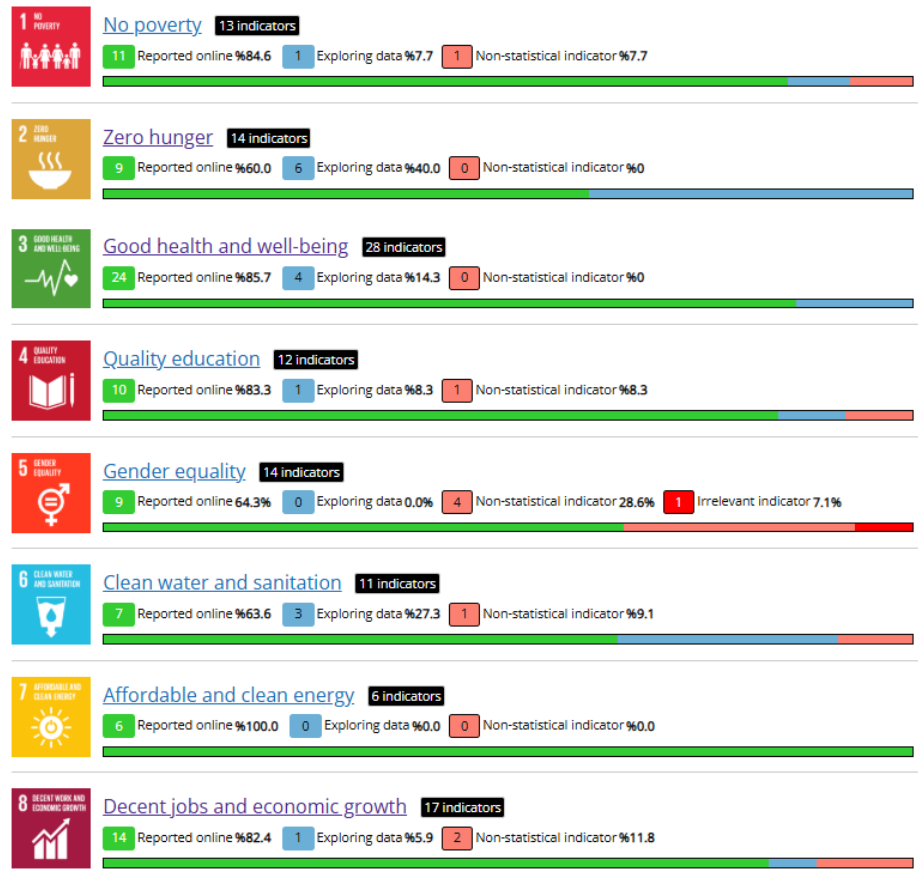 1 NO POVERTY
No poverty 13 indicators
11 Reported online %84.6 1 Exploring data %7.7 1 Non-statistical indicator %7.7
2 ZERO HUNGER
Zero hunger 14 indicators
9 Reported online %60.0 6 Exploring data %40.0 0 Non-statistical indicator %0
3 GOOD HEALTH AND WELL-BEING
Good health and well-being 28 indicators
24 Reported online %85.7 4 Exploring data %14.3 0 Non-statistical indicator %0
4 QUALITY EDUCATION
Quality education 12 indicators
10 Reported online %83.3 1 Exploring data %8.3 1 Non-statistical indicator %8.3
5 GENDER EQUALITY
Gender equality 14 indicators
9 Reported online 64.3% 0 Exploring data 0.0% 4 Non-statistical indicator 28.6% 1 Irrelevant indicator 7.1%
6 CLEAN WATER AND SANITATION
Clean water and sanitation 11 indicators
7 Reported online %63.6 3 Exploring data %27.3 1 Non-statistical indicator %9.1
7 AFFORDABLE AND CLEAN ENERGY
Affordable and clean energy 6 indicators
6 Reported online %100.0 0 Exploring data %0.0 0 Non-statistical indicator %0.0
8 DECENT WORK AND ECONOMIC GROWTH
Decent jobs and economic growth 17 indicators
14 Reported online %82.4 1 Exploring data %5.9 2 Non-statistical indicator %11.8